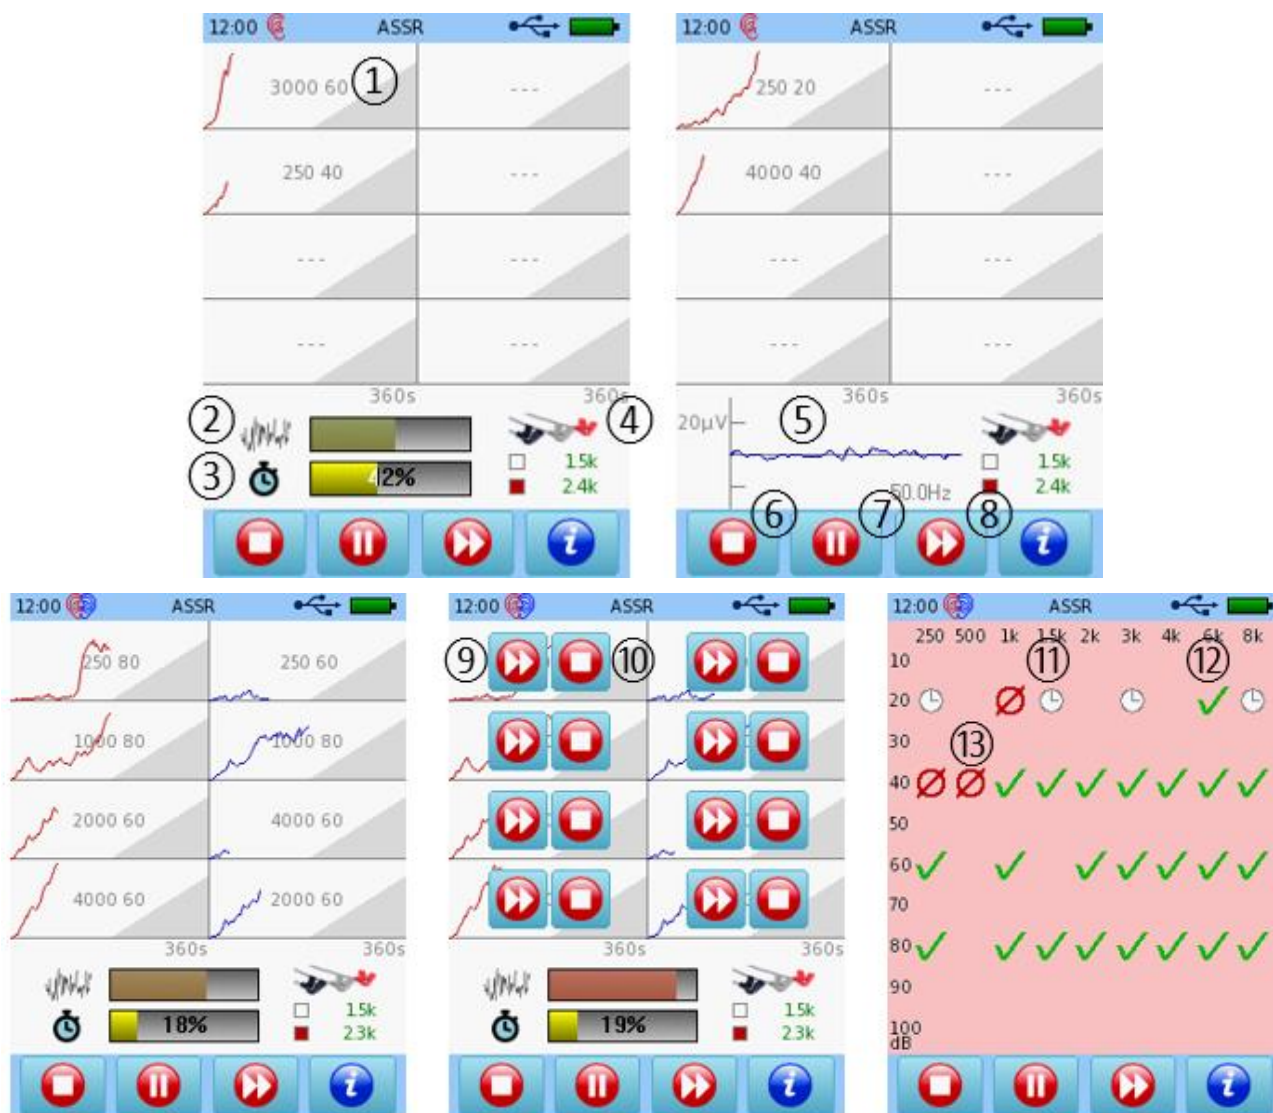 12:00 ASSR
3000 60 ① ---
250 40 ---
--- ---
--- ---
360s 360s
② ④
③ 42% 1.5k
2.4k
12:00 ASSR
250 20 ---
4000 40 ---
--- ---
--- ---
360s 360s
20µV ⑤
1.5k
50.0Hz 2.4k
⑥ ⑦ ⑧
12:00 ASSR
250 80 250 60
1000 80 1000 80
2000 60 4000 60
4000 60 2000 60
360s 360s
1.5k
18% 2.3k
12:00 ASSR
⑨ ⑩
360s 360s
1.5k
19% 2.3k
12:00 ASSR
250 500 1k 1.5k 2k 3k 4k 6k 8k
10 ⑪ ⑫
20
30 ⑬
40
50
60
70
80
90
100
dB